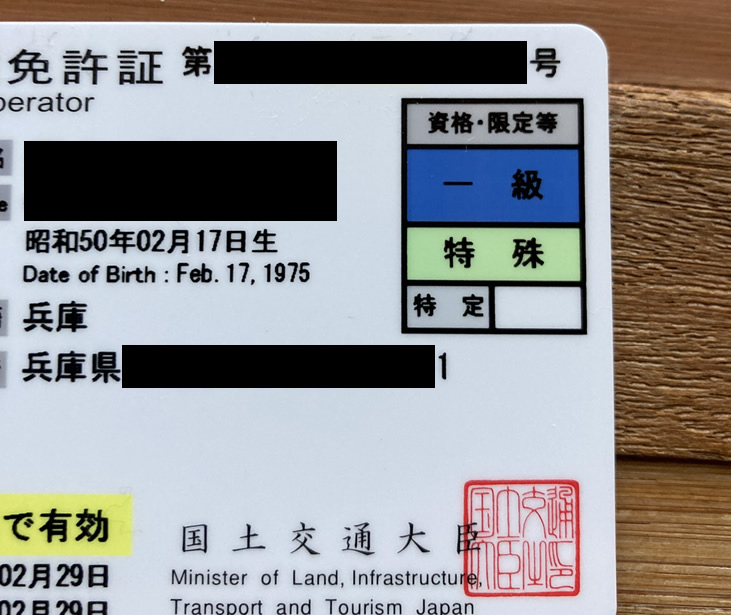 免許証 第 号
perator
資格・限定等
一 級
昭和50年02月17日生
特 殊
Date of Birth : Feb. 17, 1975
特 定
兵庫
兵庫県 1
で有効
国土交通大臣
02月29日
Minister of Land, Infrastructure,
02月29日
Transport and Tourism Japan